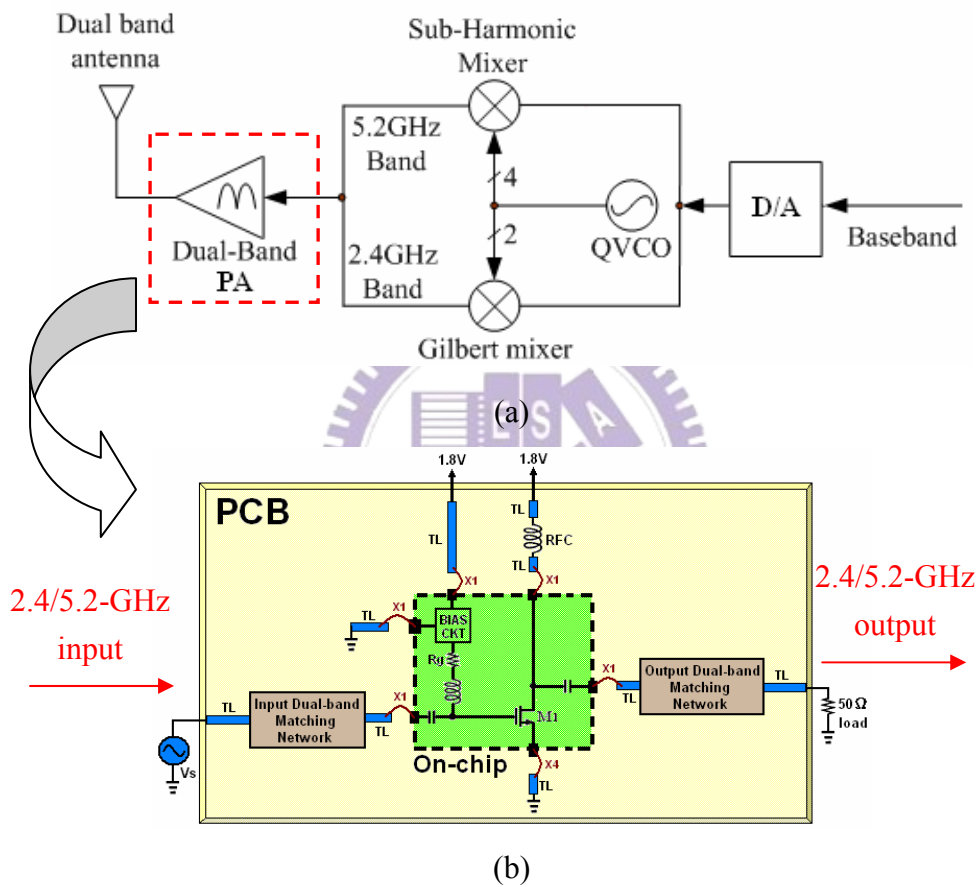 Dual band
antenna
Sub-Harmonic
Mixer
5.2GHz
Band
4
2
QVCO
D/A
Baseband
Dual-Band
PA
2.4GHz
Band
Gilbert mixer
E S A
(a)
1.8V
1.8V
PCB
TL
TL
RFC
TL
X1
X1
2.4/5.2-GHz
input
2.4/5.2-GHz
output
TL
X1
BIAS
CKT
Rg
TL
Input Dual-band
Matching
Network
TL
X1
M1
X1
TL
Output Dual-band
Matching
Network
TL
50Ω
load
Vs
On-chip
X4
TL
(b)